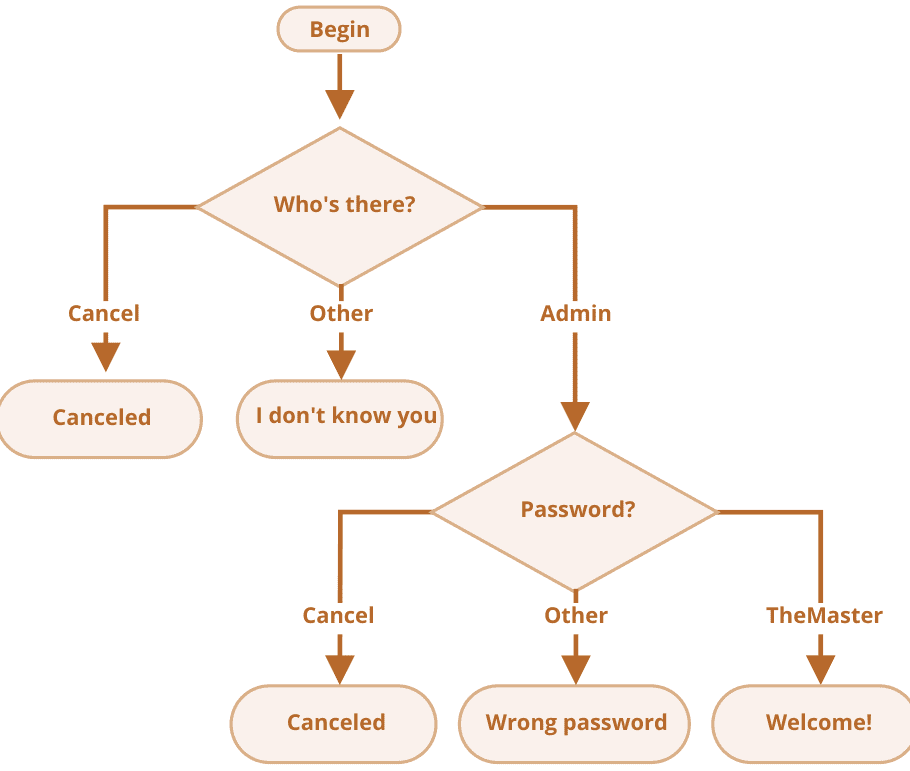 Begin
Who's there?
Cancel
Other
Admin
Canceled
I don't know you
Password?
Cancel
Other
TheMaster
Canceled
Wrong password
Welcome!